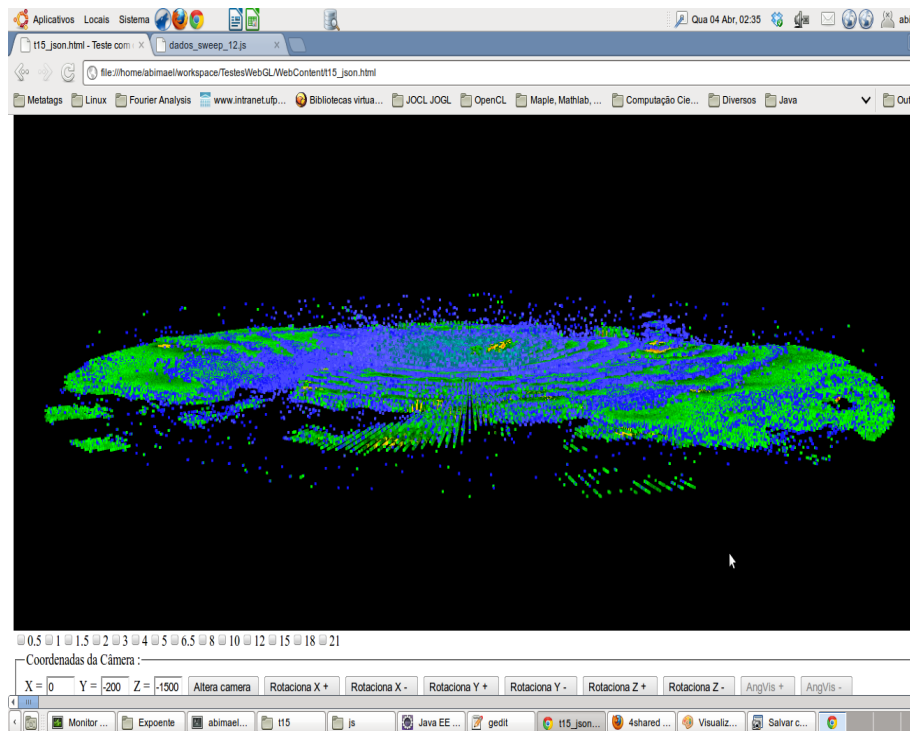 Aplicativos Locais Sistema Qua 04 Abr, 02:35 abi
t15_json.html - Teste com dados_sweep_12.js
file:///home/abimael/workspace/TestesWebGL/WebContent/t15_json.html
Metatags Linux Fourier Analysis www.intranet.ufp... Bibliotecas virtua... JOCL JOGL OpenCL Maple, Mathlab, ... Computação Cie... Diversos Java Out
0.5 1 1.5 2 3 4 5 6.5 8 10 12 15 18 21
Coordenadas da Câmera :
X = 0 Y = -200 Z = -1500 Altera camera Rotaciona X + Rotaciona X - Rotaciona Y + Rotaciona Y - Rotaciona Z + Rotaciona Z - AngVis + AngVis -
Monitor ... Expoente abimael... t15 js Java EE ... gedit t15_json... 4shared ... Visualiz... Salvar c...